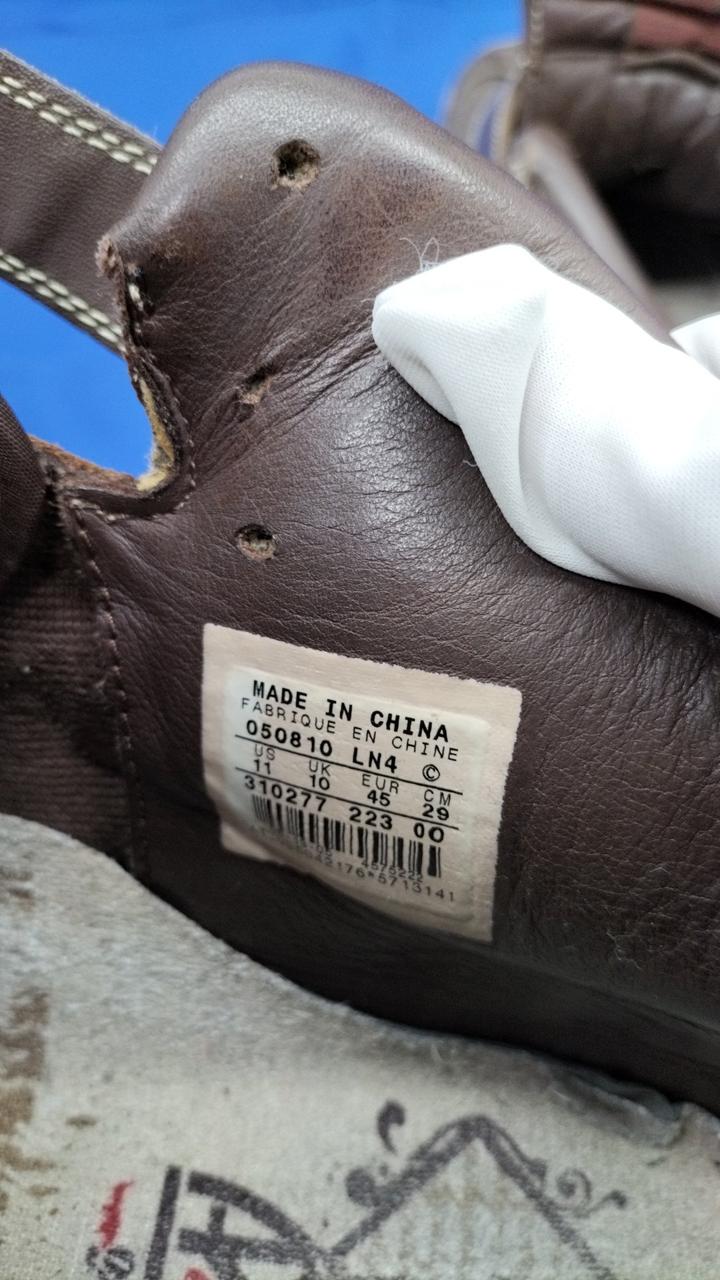 MADE IN CHINA
FABRIQUE EN CHINE
050810 LN4 ©
US UK EUR CM
11 10 45 29
310277 223 00